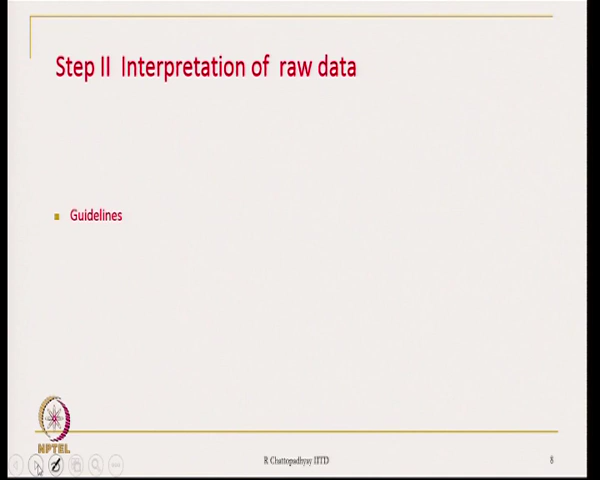 Step II Interpretation of raw data
Guidelines
NPTEL
R Chattopadhyay IITD
8